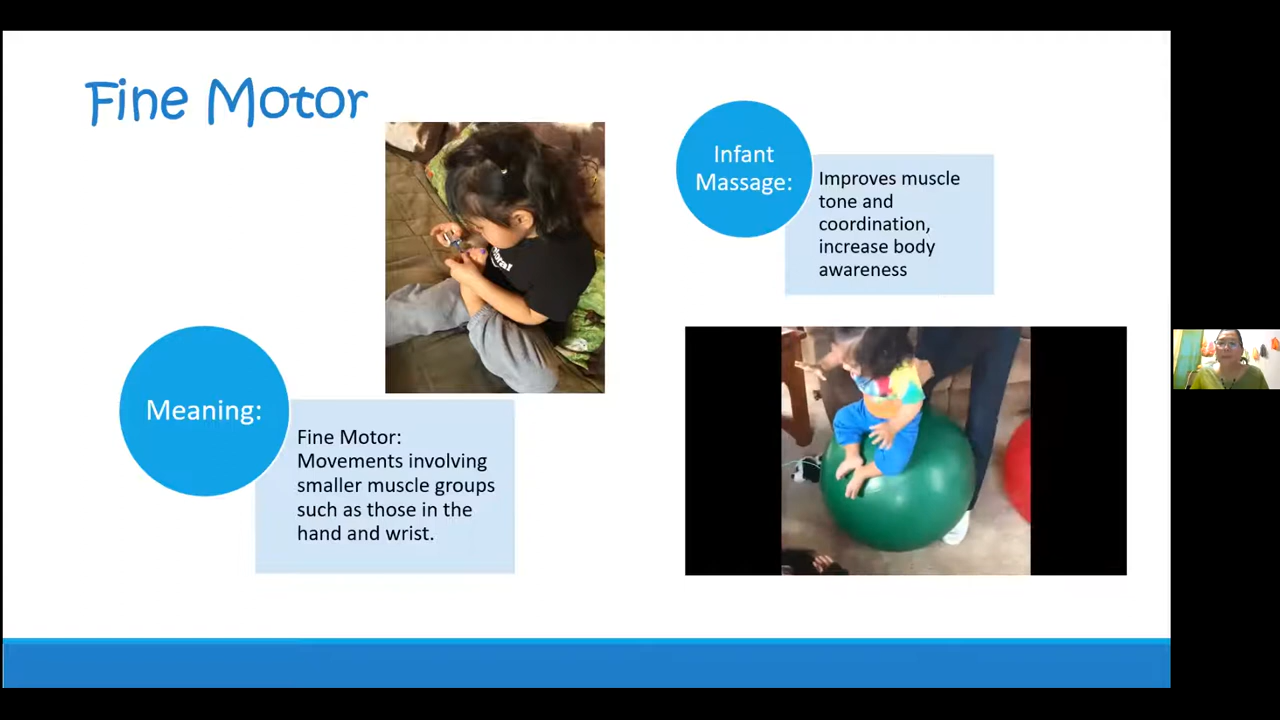 Fine Motor
Infant
Massage:
Improves muscle
tone and
coordination,
increase body
awareness
Meaning:
Fine Motor:
Movements involving
smaller muscle groups
such as those in the
hand and wrist.